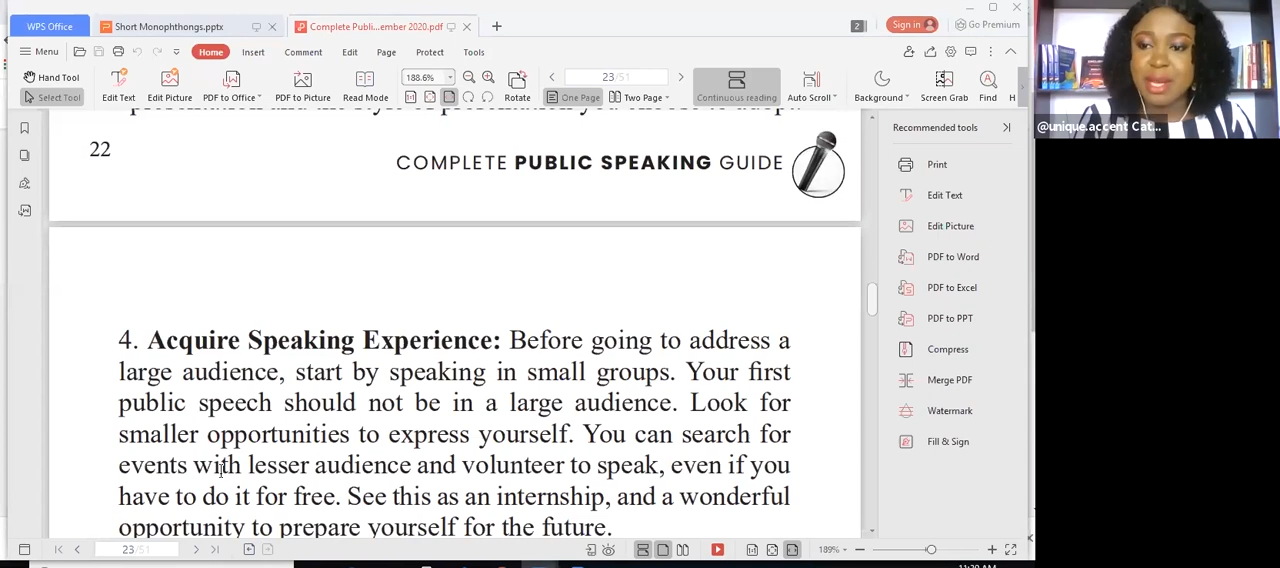 WPS Office
Short Monophthongs.pptx
Complete Publi...ember 2020.pdf
2
Sign in
Go Premium
Menu
Home
Insert
Comment
Edit
Page
Protect
Tools
Hand Tool
Select Tool
Edit Text
Edit Picture
PDF to Office
PDF to Picture
Read Mode
188.6%
Rotate
23/51
One Page
Two Page
Continuous reading
Auto Scroll
Background
Screen Grab
Find
H
@unique.accent Cat...
22
COMPLETE PUBLIC SPEAKING GUIDE
4. Acquire Speaking Experience: Before going to address a
large audience, start by speaking in small groups. Your first
public speech should not be in a large audience. Look for
smaller opportunities to express yourself. You can search for
events with lesser audience and volunteer to speak, even if you
have to do it for free. See this as an internship, and a wonderful
opportunity to prepare yourself for the future.
Recommended tools
Print
Edit Text
Edit Picture
PDF to Word
PDF to Excel
PDF to PPT
Compress
Merge PDF
Watermark
Fill & Sign
23/51
189%